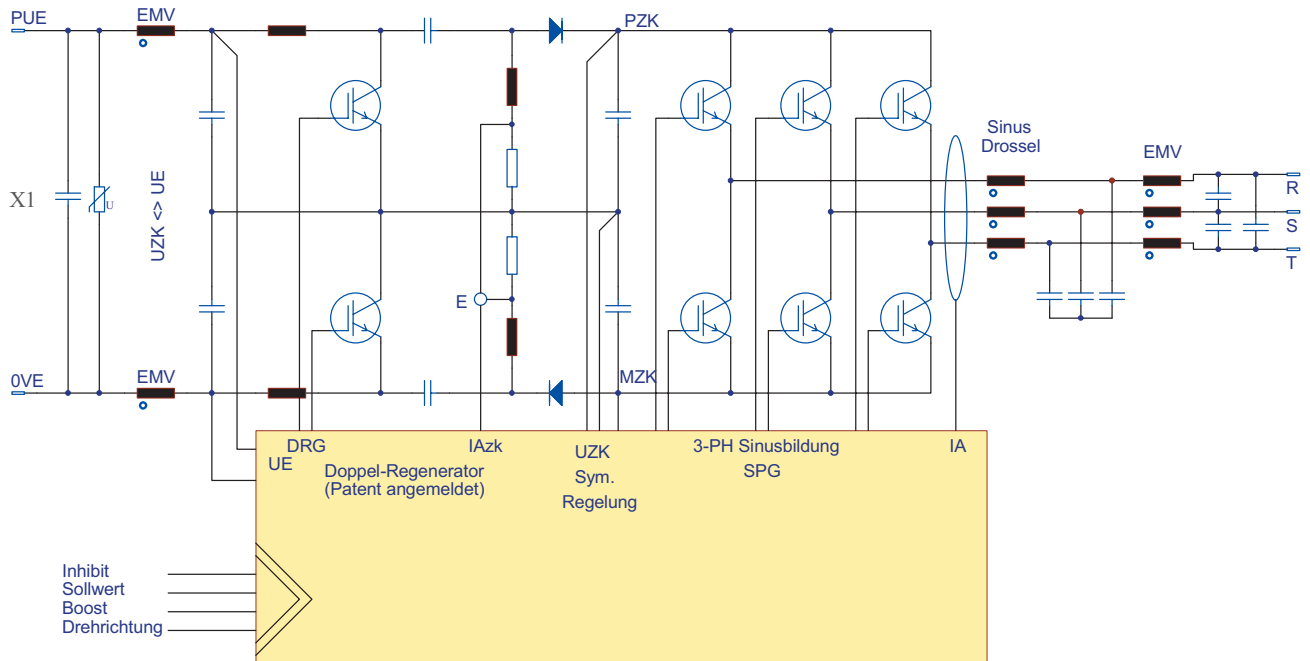 PUE
EMV
PZK
X1
U
UZK <> UE
Sinus
Drossel
EMV
R
S
T
E
0VE
EMV
MZK
DRG
UE
IAzk
Doppel-Regenerator
(Patent angemeldet)
UZK
Sym.
Regelung
3-PH Sinusbildung
SPG
IA
Inhibit
Sollwert
Boost
Drehrichtung